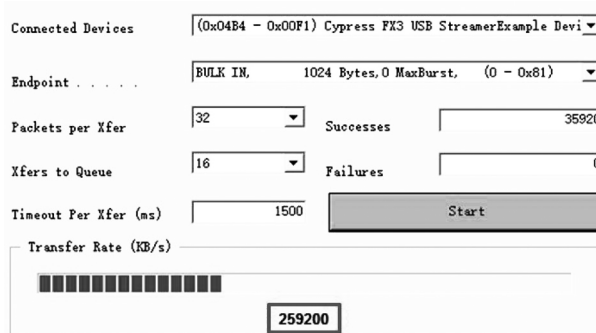 Connected Devices (0x04B4 - 0x00F1) Cypress FX3 USB StreamerExample Devi
Endpoint . . . . . BULK IN, 1024 Bytes,0 MaxBurst, (0 - 0x81)
Packets per Xfer 32 Successes 35920
Xfers to Queue 16 Failures 0
Timeout Per Xfer (ms) 1500 Start
Transfer Rate (KB/s)
259200